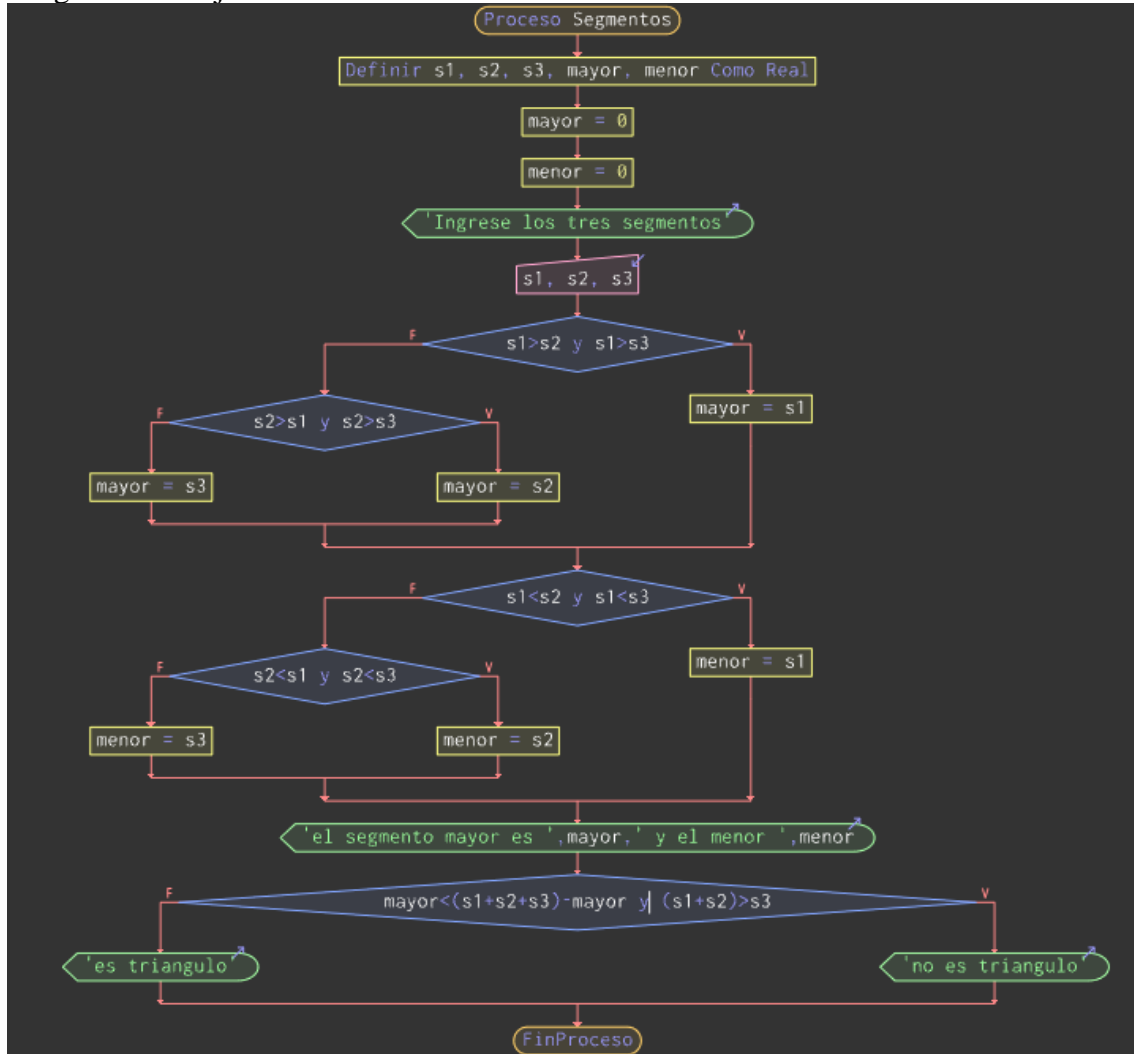 Proceso Segmentos
Definir s1, s2, s3, mayor, menor Como Real
mayor = 0
menor = 0
'Ingrese los tres segmentos'
s1, s2, s3
F
s1>s2 y s1>s3
V
mayor = s1
F
s2>s1 y s2>s3
V
mayor = s3
mayor = s2
F
s1<s2 y s1<s3
V
menor = s1
F
s2<s1 y s2<s3
V
menor = s3
menor = s2
'el segmento mayor es ',mayor,' y el menor ',menor
F
mayor<(s1+s2+s3)-mayor y (s1+s2)>s3
V
'es triangulo'
'no es triangulo'
FinProceso